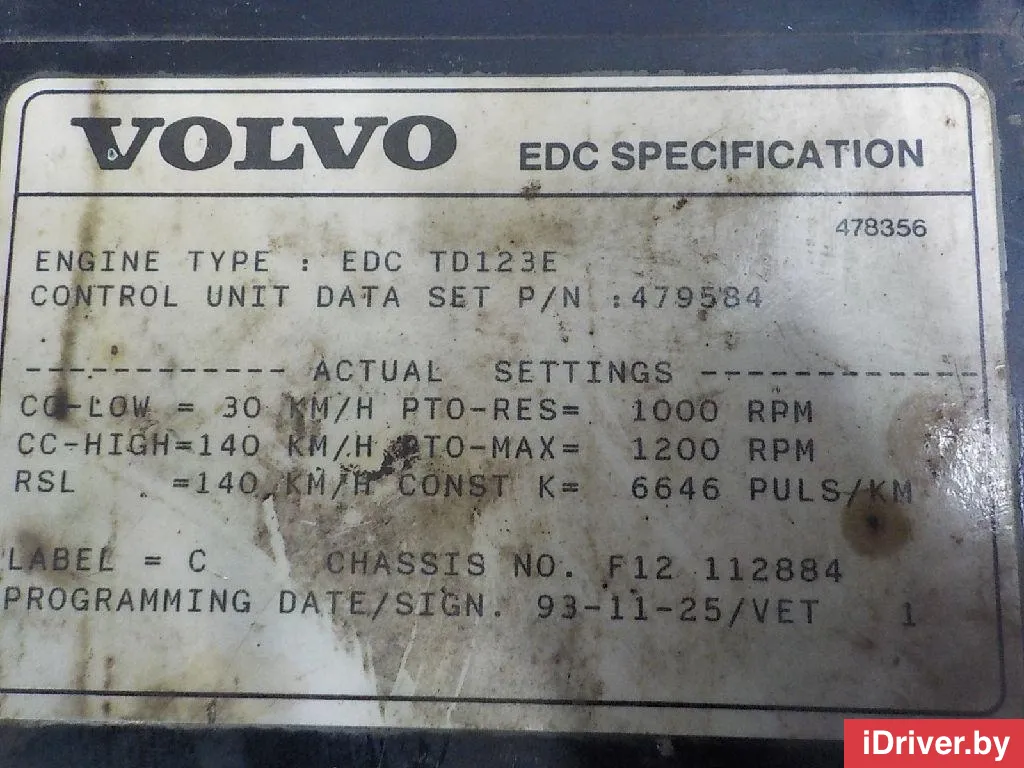 VOLVO EDC SPECIFICATION
478356
ENGINE TYPE : EDC TD123E
CONTROL UNIT DATA SET P/N :479584
------------- ACTUAL SETTINGS -------------
CC-LOW = 30 KM/H PTO-RES= 1000 RPM
CC-HIGH=140 KM/H PTO-MAX= 1200 RPM
RSL =140 KM/H CONST K= 6646 PULS/KM
LABEL = C CHASSIS NO. F12 112884
PROGRAMMING DATE/SIGN. 93-11-25/VET 1
iDriver.by